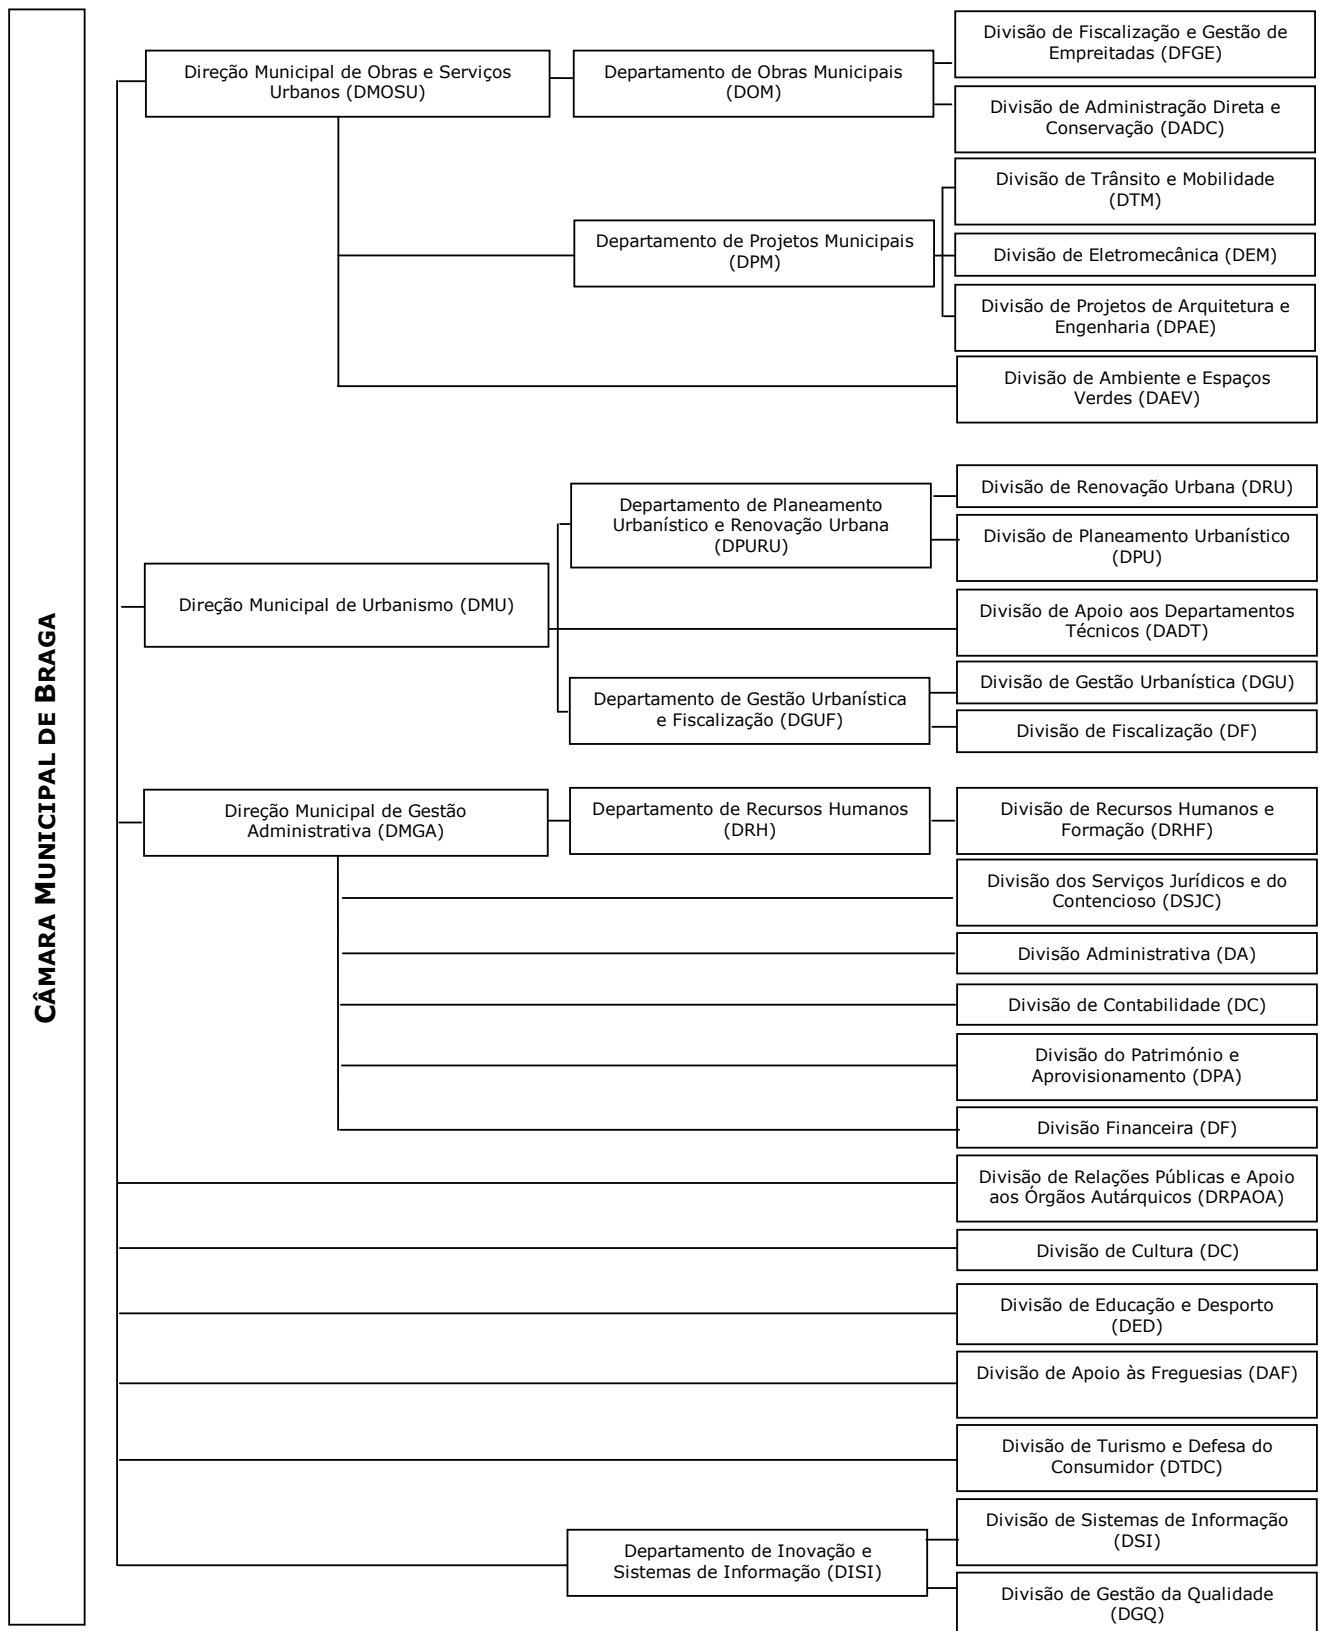 CÂMARA MUNICIPAL DE BRAGA
Direção Municipal de Obras e Serviços
Urbanos (DMOSU)
Departamento de Obras Municipais
(DOM)
Divisão de Fiscalização e Gestão de
Empreitadas (DFGE)
Divisão de Administração Direta e
Conservação (DADC)
Departamento de Projetos Municipais
(DPM)
Divisão de Trânsito e Mobilidade
(DTM)
Divisão de Eletromecânica (DEM)
Divisão de Projetos de Arquitetura e
Engenharia (DPAE)
Divisão de Ambiente e Espaços
Verdes (DAEV)
Direção Municipal de Urbanismo (DMU)
Departamento de Planeamento
Urbanístico e Renovação Urbana
(DPURU)
Divisão de Renovação Urbana (DRU)
Divisão de Planeamento Urbanístico
(DPU)
Divisão de Apoio aos Departamentos
Técnicos (DADT)
Departamento de Gestão Urbanística
e Fiscalização (DGUF)
Divisão de Gestão Urbanística (DGU)
Divisão de Fiscalização (DF)
Direção Municipal de Gestão
Administrativa (DMGA)
Departamento de Recursos Humanos
(DRH)
Divisão de Recursos Humanos e
Formação (DRHF)
Divisão dos Serviços Jurídicos e do
Contencioso (DSJC)
Divisão Administrativa (DA)
Divisão de Contabilidade (DC)
Divisão do Património e
Aprovisionamento (DPA)
Divisão Financeira (DF)
Divisão de Relações Públicas e Apoio
aos Órgãos Autárquicos (DRPAOA)
Divisão de Cultura (DC)
Divisão de Educação e Desporto
(DED)
Divisão de Apoio às Freguesias (DAF)
Divisão de Turismo e Defesa do
Consumidor (DTDC)
Departamento de Inovação e
Sistemas de Informação (DISI)
Divisão de Sistemas de Informação
(DSI)
Divisão de Gestão da Qualidade
(DGQ)